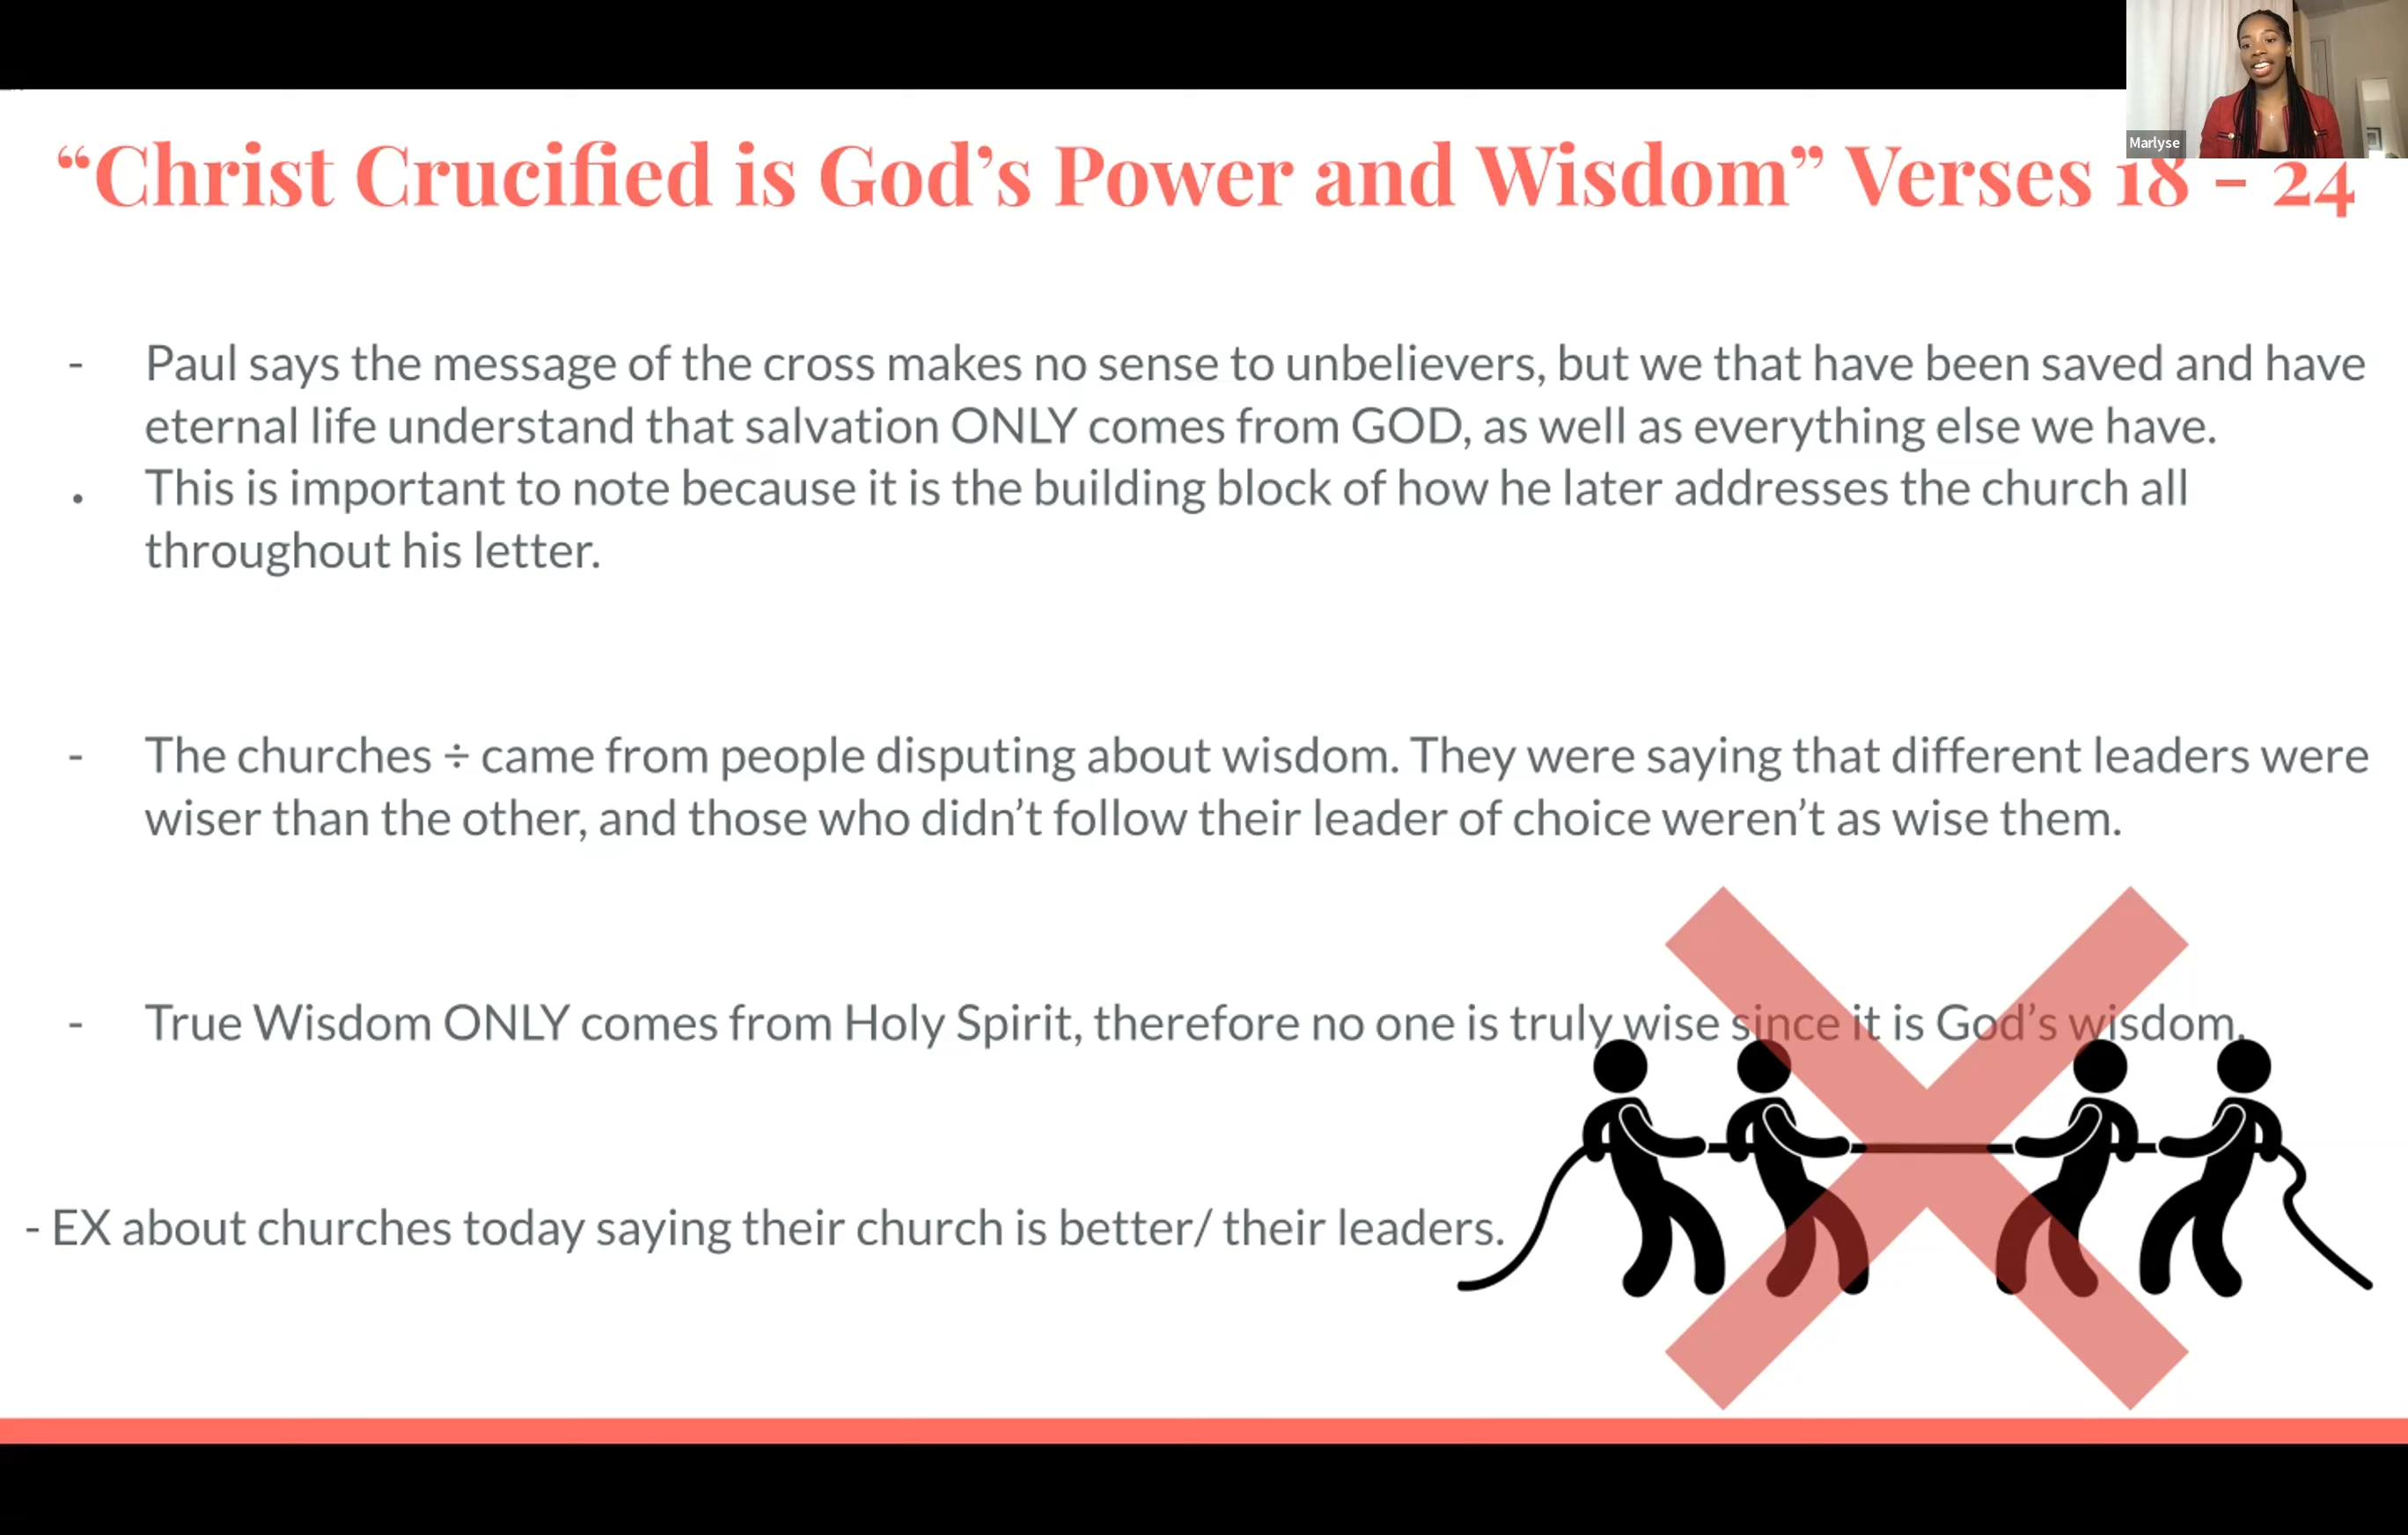 Marlyse
“Christ Crucified is God’s Power and Wisdom” Verses 18 – 24
- Paul says the message of the cross makes no sense to unbelievers, but we that have been saved and have
eternal life understand that salvation ONLY comes from GOD, as well as everything else we have.
• This is important to note because it is the building block of how he later addresses the church all
throughout his letter.
- The churches ÷ came from people disputing about wisdom. They were saying that different leaders were
wiser than the other, and those who didn’t follow their leader of choice weren’t as wise them.
- True Wisdom ONLY comes from Holy Spirit, therefore no one is truly wise since it is God’s wisdom.
- EX about churches today saying their church is better/ their leaders.